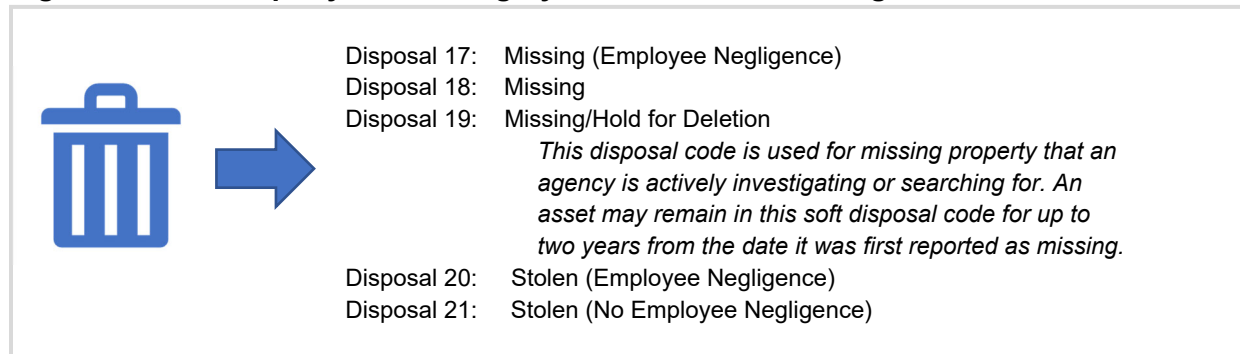 Disposal 17: Missing (Employee Negligence)
Disposal 18: Missing
Disposal 19: Missing/Hold for Deletion
This disposal code is used for missing property that an
agency is actively investigating or searching for. An
asset may remain in this soft disposal code for up to
two years from the date it was first reported as missing.
Disposal 20: Stolen (Employee Negligence)
Disposal 21: Stolen (No Employee Negligence)